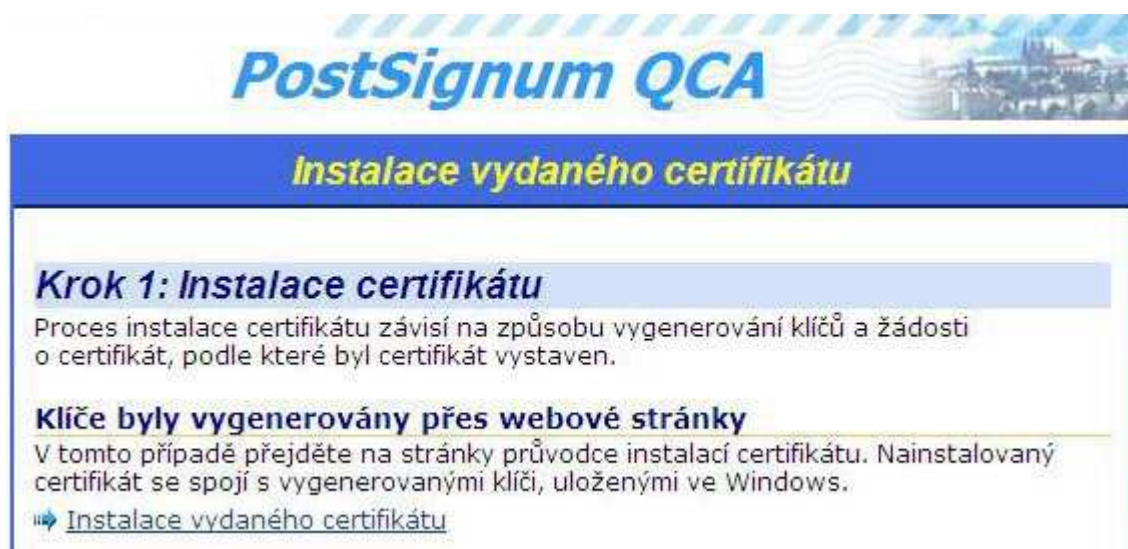 PostSignum QCA
Instalace vydaného certifikátu
Krok 1: Instalace certifikátu
Proces instalace certifikátu závisí na způsobu vygenerování klíčů a žádosti
o certifikát, podle které byl certifikát vystaven.
Klíče byly vygenerovány přes webové stránky
V tomto případě přejděte na stránky průvodce instalací certifikátu. Nainstalovaný
certifikát se spojí s vygenerovanými klíči, uloženými ve Windows.
Instalace vydaného certifikátu